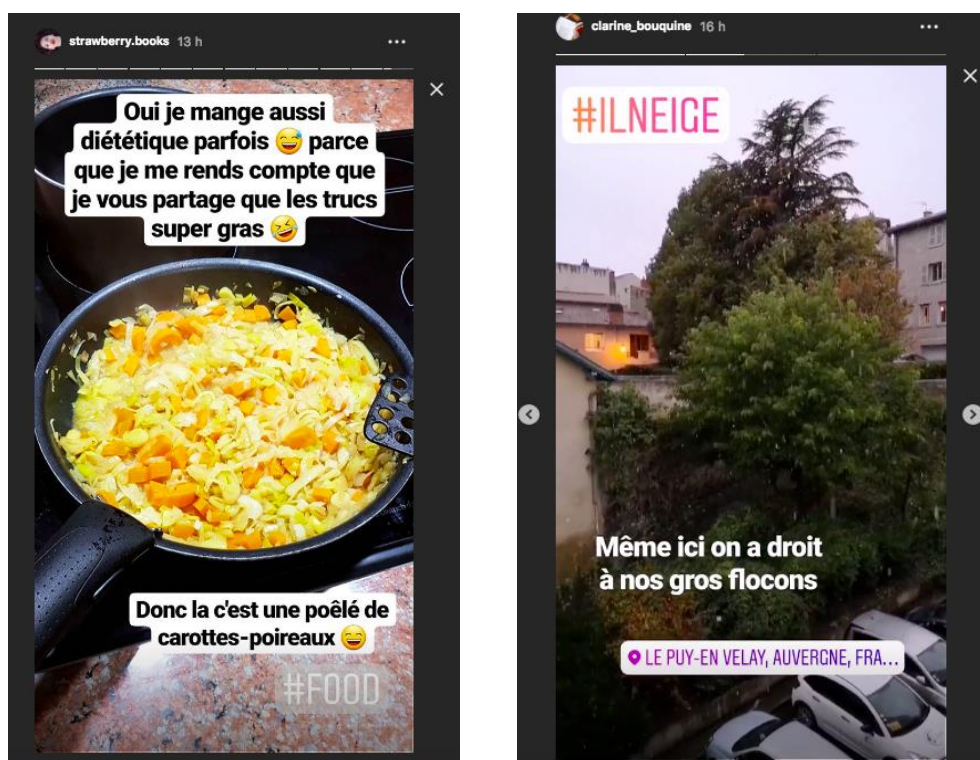 strawberry.books 13 h
Oui je mange aussi
diététique parfois 😅 parce
que je me rends compte que
je vous partage que les trucs
super gras 🤣
Donc la c'est une poêlé de
carottes-poireaux 😄
#FOOD
clarine_bouquine 16 h
#ILNEIGE
Même ici on a droit
à nos gros flocons
LE PUY-EN VELAY, AUVERGNE, FRA...